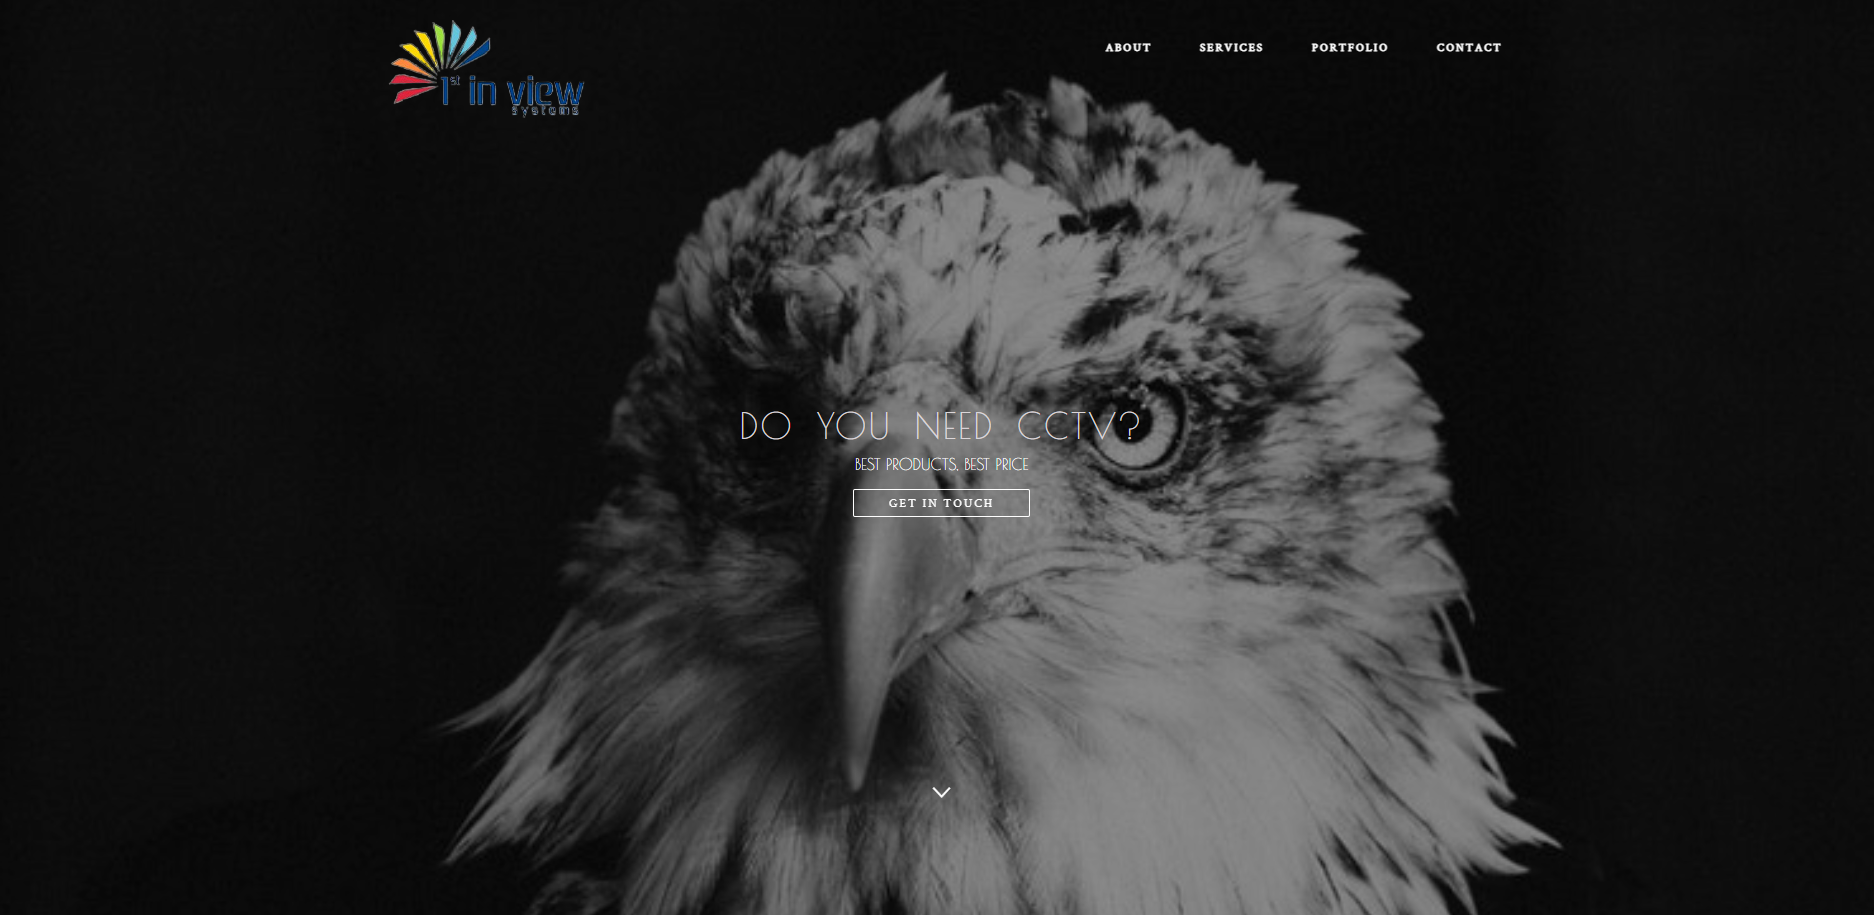 1st in view
systems
ABOUT SERVICES PORTFOLIO CONTACT
DO YOU NEED CCTV?
BEST PRODUCTS, BEST PRICE
GET IN TOUCH